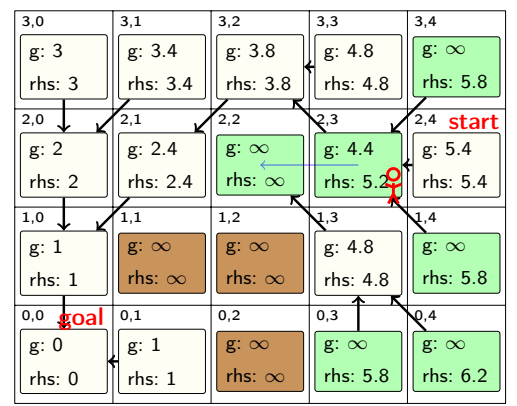 3,0 3,1 3,2 3,3 3,4
g: 3 g: 3.4 g: 3.8 g: 4.8 g: ∞
rhs: 3 rhs: 3.4 rhs: 3.8 rhs: 4.8 rhs: 5.8
2,0 2,1 2,2 2,3 2,4 start
g: 2 g: 2.4 g: ∞ g: 4.4 g: 5.4
rhs: 2 rhs: 2.4 rhs: ∞ rhs: 5.2 rhs: 5.4
1,0 1,1 1,2 1,3 1,4
g: 1 g: ∞ g: ∞ g: 4.8 g: ∞
rhs: 1 rhs: ∞ rhs: ∞ rhs: 4.8 rhs: 5.8
0,0 goal 0,1 0,2 0,3 0,4
g: 0 g: 1 g: ∞ g: ∞ g: ∞
rhs: 0 rhs: 1 rhs: ∞ rhs: 5.8 rhs: 6.2